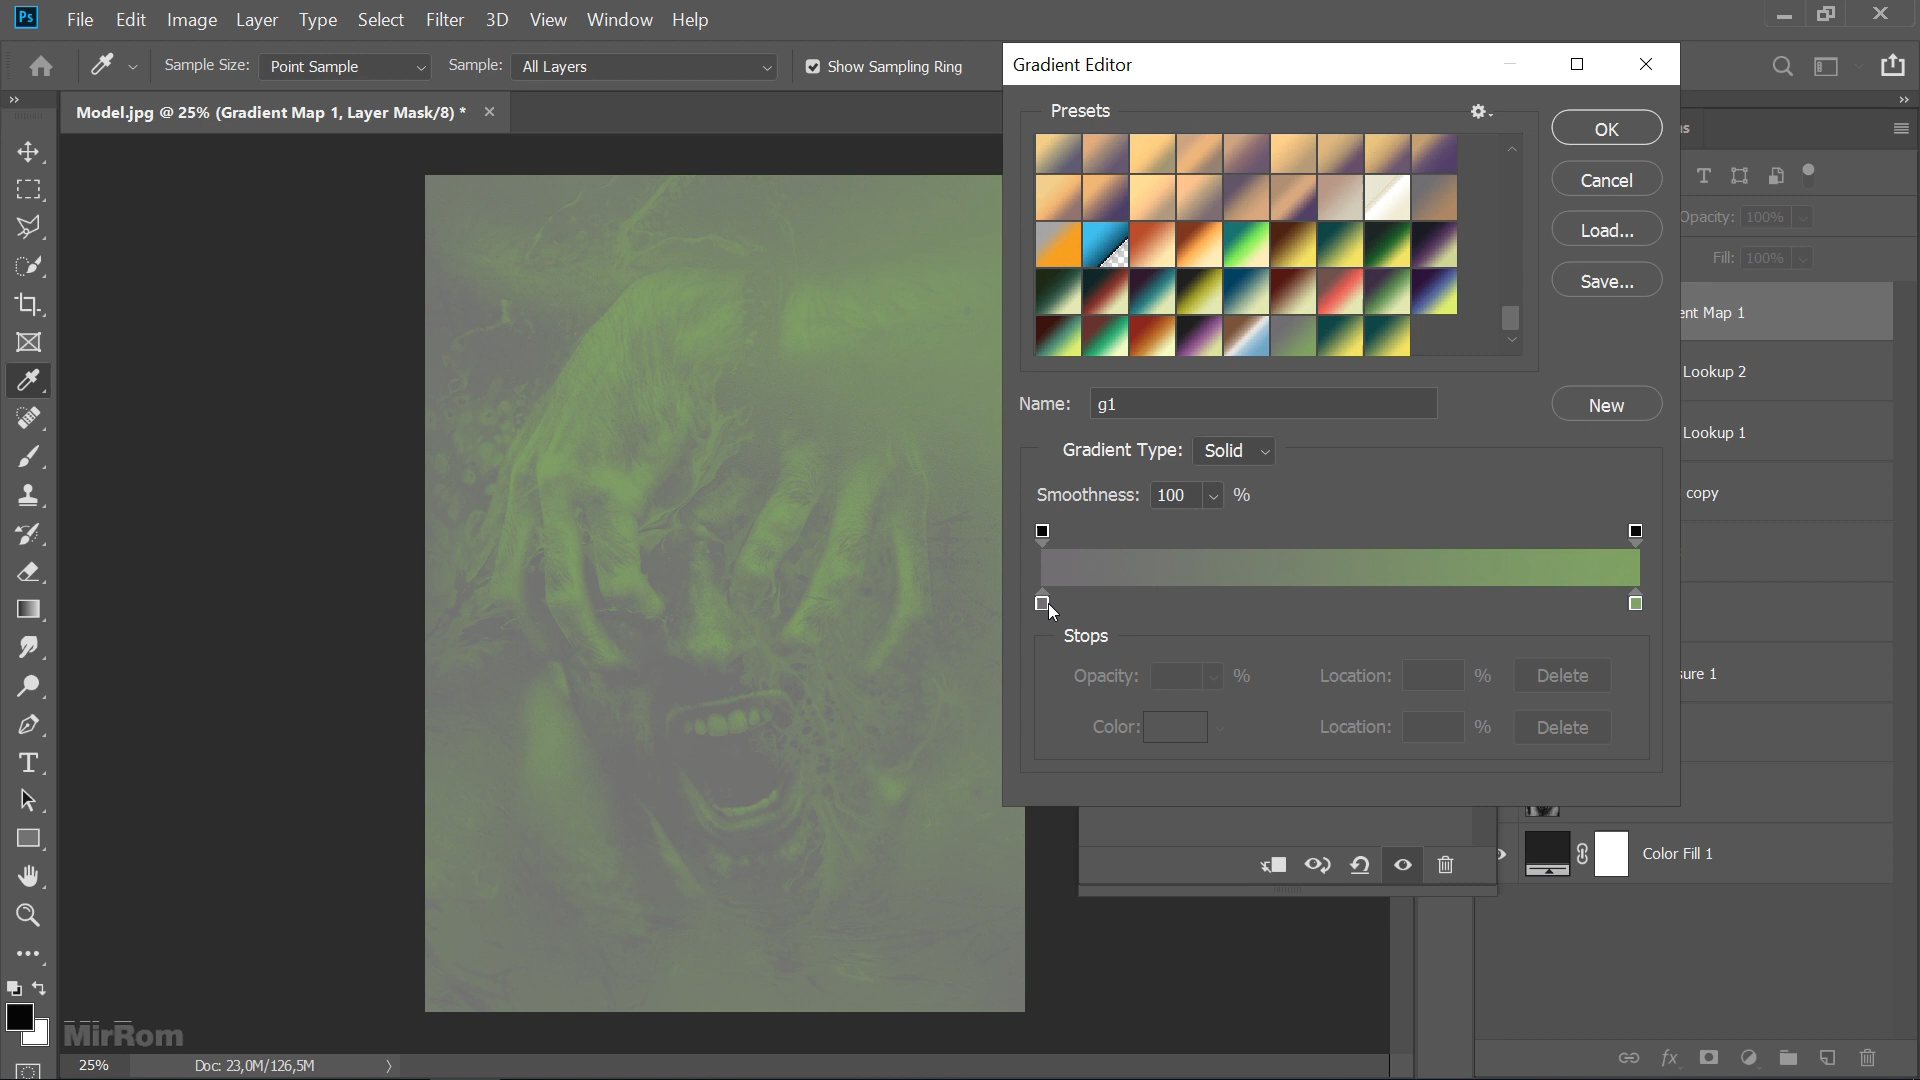 Ps File Edit Image Layer Type Select Filter 3D View Window Help
Sample Size: Point Sample Sample: All Layers Show Sampling Ring
Model.jpg @ 25% (Gradient Map 1, Layer Mask/8) *
Gradient Editor
Presets
OK
Cancel
Load...
Save...
Name: g1
New
Gradient Type: Solid
Smoothness: 100 %
Stops
Opacity: % Location: % Delete
Color: Location: % Delete
Opacity: 100%
Fill: 100%
ent Map 1
Lookup 2
Lookup 1
copy
sure 1
Color Fill 1
fx
T
MirRom
25% Doc: 23,0M/126,5M